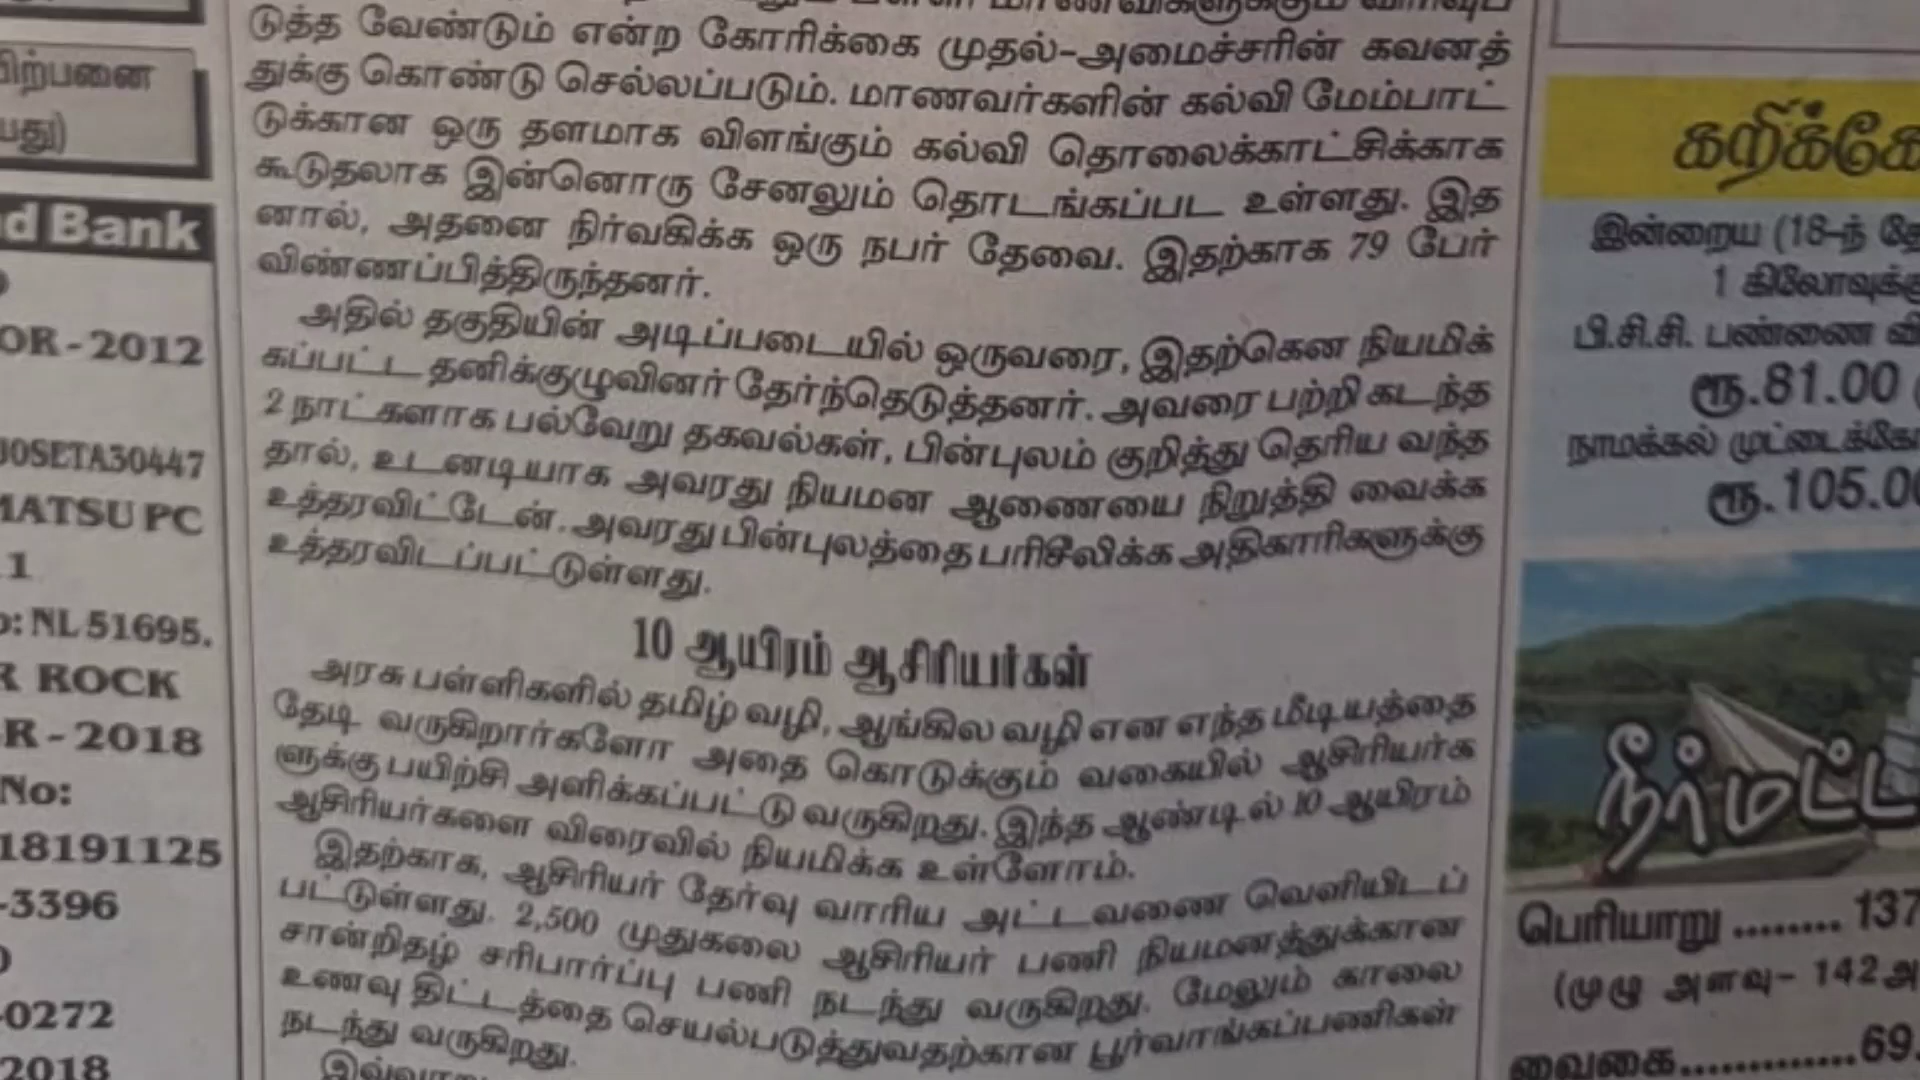 பிற்பனை
யது)
d Bank
OR - 2012
J0SETA30447
MATSU PC
11
o: NL 51695.
R ROCK
R - 2018
No:
18191125
-3396
-0272
2018
டுத்த வேண்டும் என்ற கோரிக்கை முதல்-அமைச்சரின் கவனத்
துக்கு கொண்டு செல்லப்படும். மாணவர்களின் கல்வி மேம்பாட்
டுக்கான ஒரு தளமாக விளங்கும் கல்வி தொலைக்காட்சிக்காக
கூடுதலாக இன்னொரு சேனலும் தொடங்கப்பட உள்ளது. இத
னால், அதனை நிர்வகிக்க ஒரு நபர் தேவை. இதற்காக 79 பேர்
விண்ணப்பித்திருந்தனர்.
அதில் தகுதியின் அடிப்படையில் ஒருவரை, இதற்கென நியமிக்
கப்பட்ட தனிக்குழுவினர் தேர்ந்தெடுத்தனர். அவரை பற்றி கடந்த
2 நாட்களாக பல்வேறு தகவல்கள், பின்புலம் குறித்து தெரிய வந்த
தால், உடனடியாக அவரது நியமன ஆணையை நிறுத்தி வைக்க
உத்தரவிட்டேன். அவரது பின்புலத்தை பரிசீலிக்க அதிகாரிகளுக்கு
உத்தரவிடப்பட்டுள்ளது.
10 ஆயிரம் ஆசிரியர்கள்
அரசு பள்ளிகளில் தமிழ் வழி, ஆங்கில வழி என எந்த மீடியத்தை
தேடி வருகிறார்களோ அதை கொடுக்கும் வகையில் ஆசிரியர்க
ளுக்கு பயிற்சி அளிக்கப்பட்டு வருகிறது. இந்த ஆண்டில் 10 ஆயிரம்
ஆசிரியர்களை விரைவில் நியமிக்க உள்ளோம்.
இதற்காக, ஆசிரியர் தேர்வு வாரிய அட்டவணை வெளியிடப்
பட்டுள்ளது. 2,500 முதுகலை ஆசிரியர் பணி நியமனத்துக்கான
சான்றிதழ் சரிபார்ப்பு பணி நடந்து வருகிறது. மேலும் காலை
உணவு திட்டத்தை செயல்படுத்துவதற்கான பூர்வாங்கப்பணிகள்
நடந்து வருகிறது.
கறிக்கே
இன்றைய (18-ந் தே
1 கிலோவுக்கு
பி.சி.சி. பண்ணை வி
ரூ.81.00
நாமக்கல் முட்டைக்கோ
ரூ.105.00
நீர்மட்ட
பெரியாறு ........ 137
(முழு அளவு- 142அ
வைகை.............69.